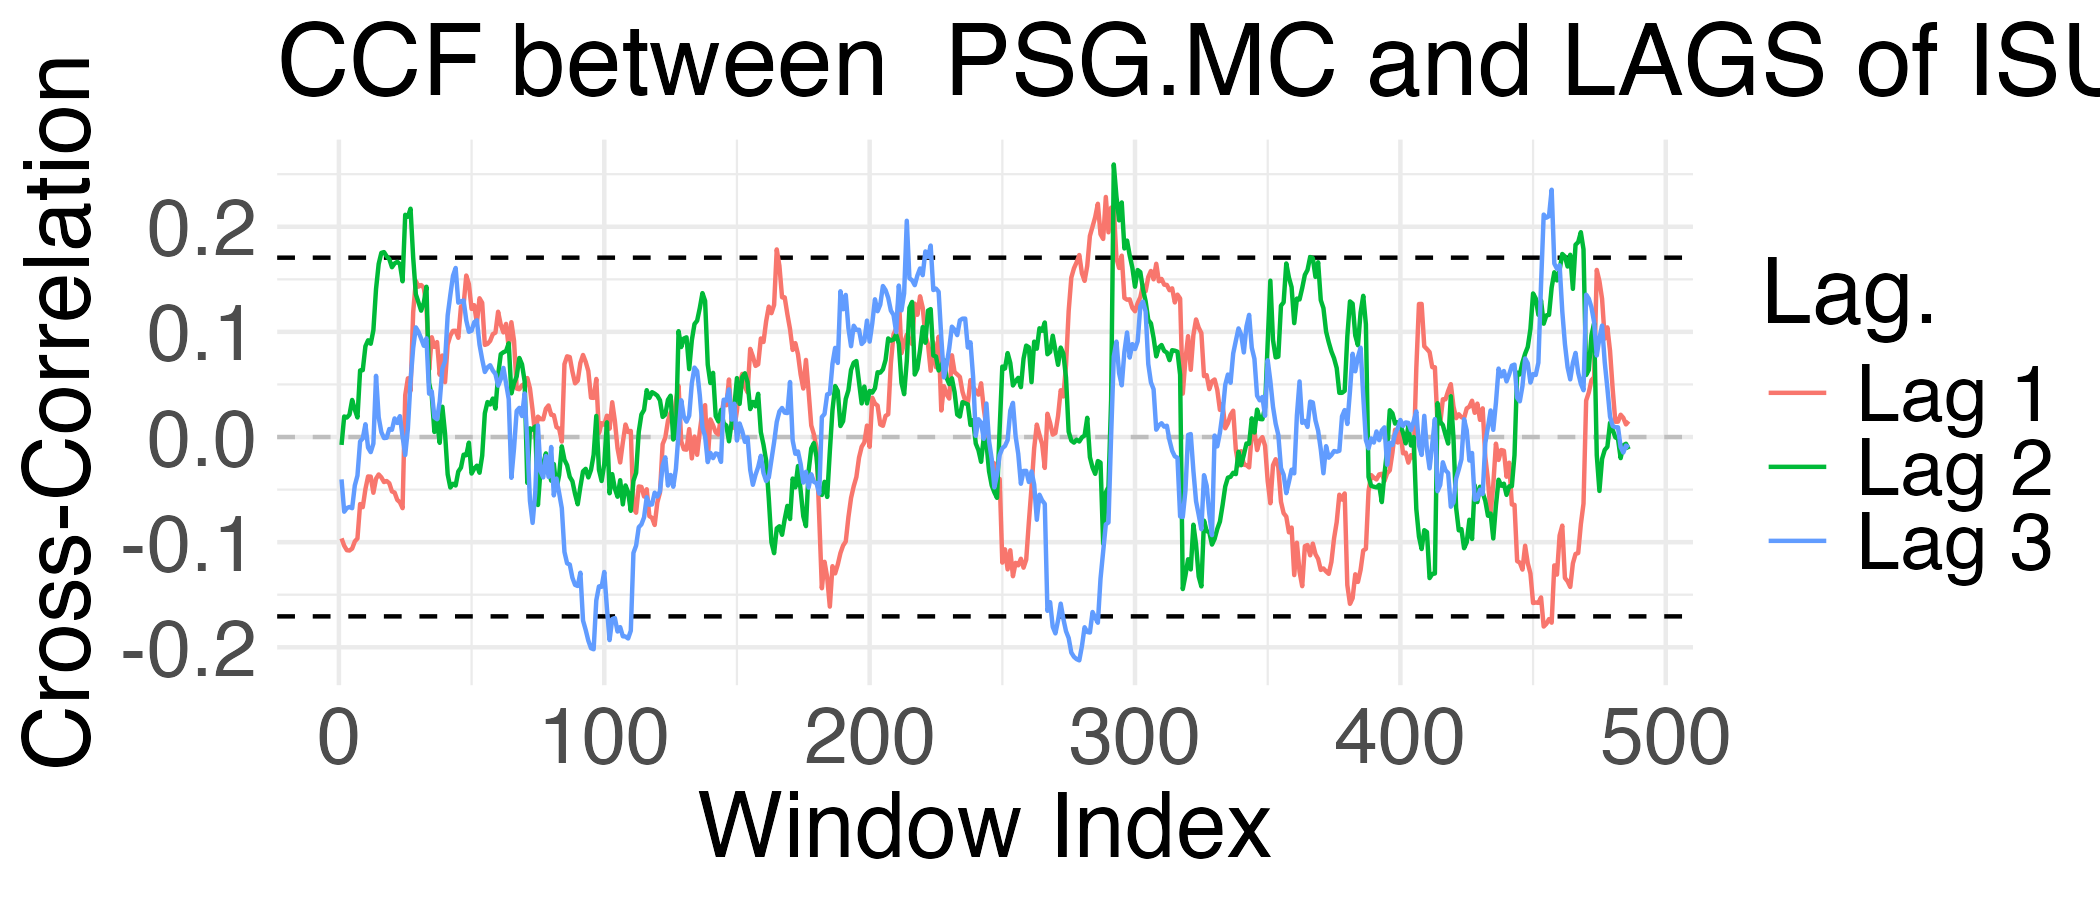 CCF between PSG.MC and LAGS of ISU
Cross-Correlation
0.2
0.1
0.0
-0.1
-0.2
0 100 200 300 400 500
Window Index
Lag.
Lag 1
Lag 2
Lag 3